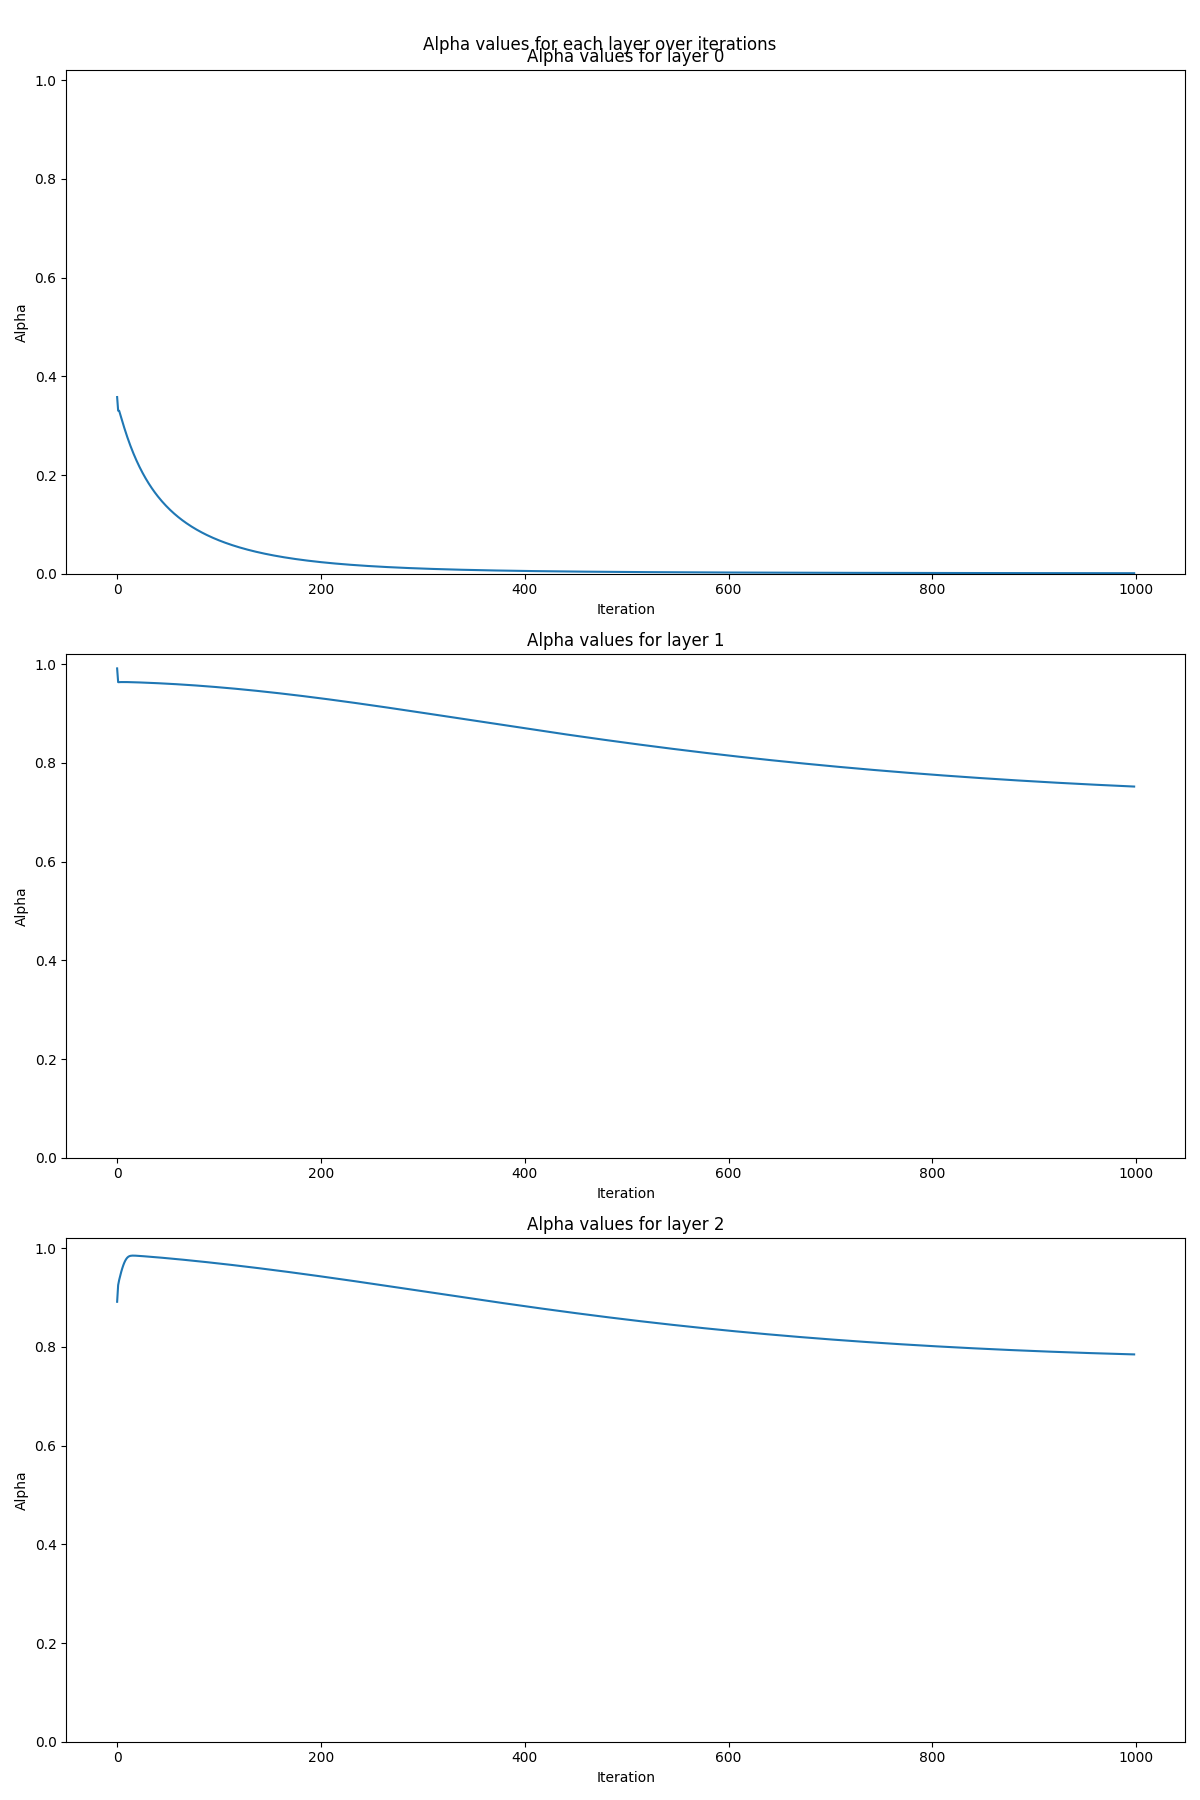 Alpha values for each layer over iterations
Alpha values for layer 0
1.0
0.8
0.6
0.4
0.2
0.0
Alpha
0 200 400 600 800 1000
Iteration
Alpha values for layer 1
1.0
0.8
0.6
0.4
0.2
0.0
Alpha
0 200 400 600 800 1000
Iteration
Alpha values for layer 2
1.0
0.8
0.6
0.4
0.2
0.0
Alpha
0 200 400 600 800 1000
Iteration